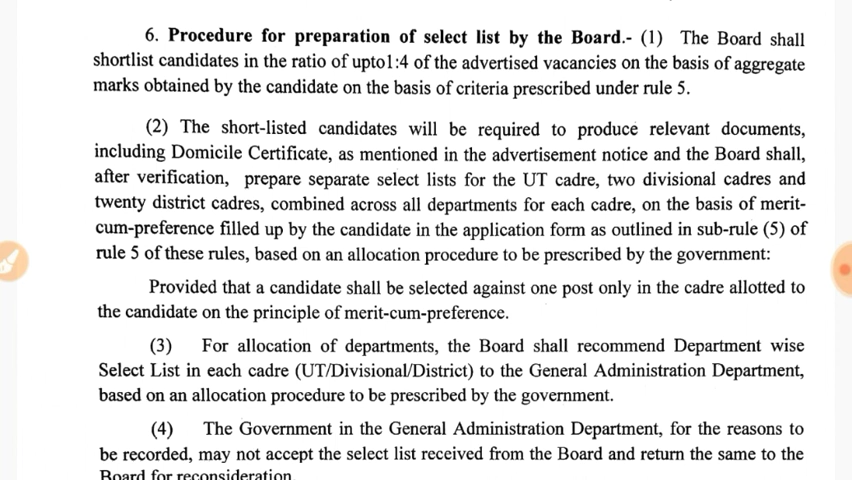 6. Procedure for preparation of select list by the Board.- (1) The Board shall
shortlist candidates in the ratio of upto1:4 of the advertised vacancies on the basis of aggregate
marks obtained by the candidate on the basis of criteria prescribed under rule 5.
(2) The short-listed candidates will be required to produce relevant documents,
including Domicile Certificate, as mentioned in the advertisement notice and the Board shall,
after verification, prepare separate select lists for the UT cadre, two divisional cadres and
twenty district cadres, combined across all departments for each cadre, on the basis of merit-
cum-preference filled up by the candidate in the application form as outlined in sub-rule (5) of
rule 5 of these rules, based on an allocation procedure to be prescribed by the government:
Provided that a candidate shall be selected against one post only in the cadre allotted to
the candidate on the principle of merit-cum-preference.
(3) For allocation of departments, the Board shall recommend Department wise
Select List in each cadre (UT/Divisional/District) to the General Administration Department,
based on an allocation procedure to be prescribed by the government.
(4) The Government in the General Administration Department, for the reasons to
be recorded, may not accept the select list received from the Board and return the same to the
Board for reconsideration.